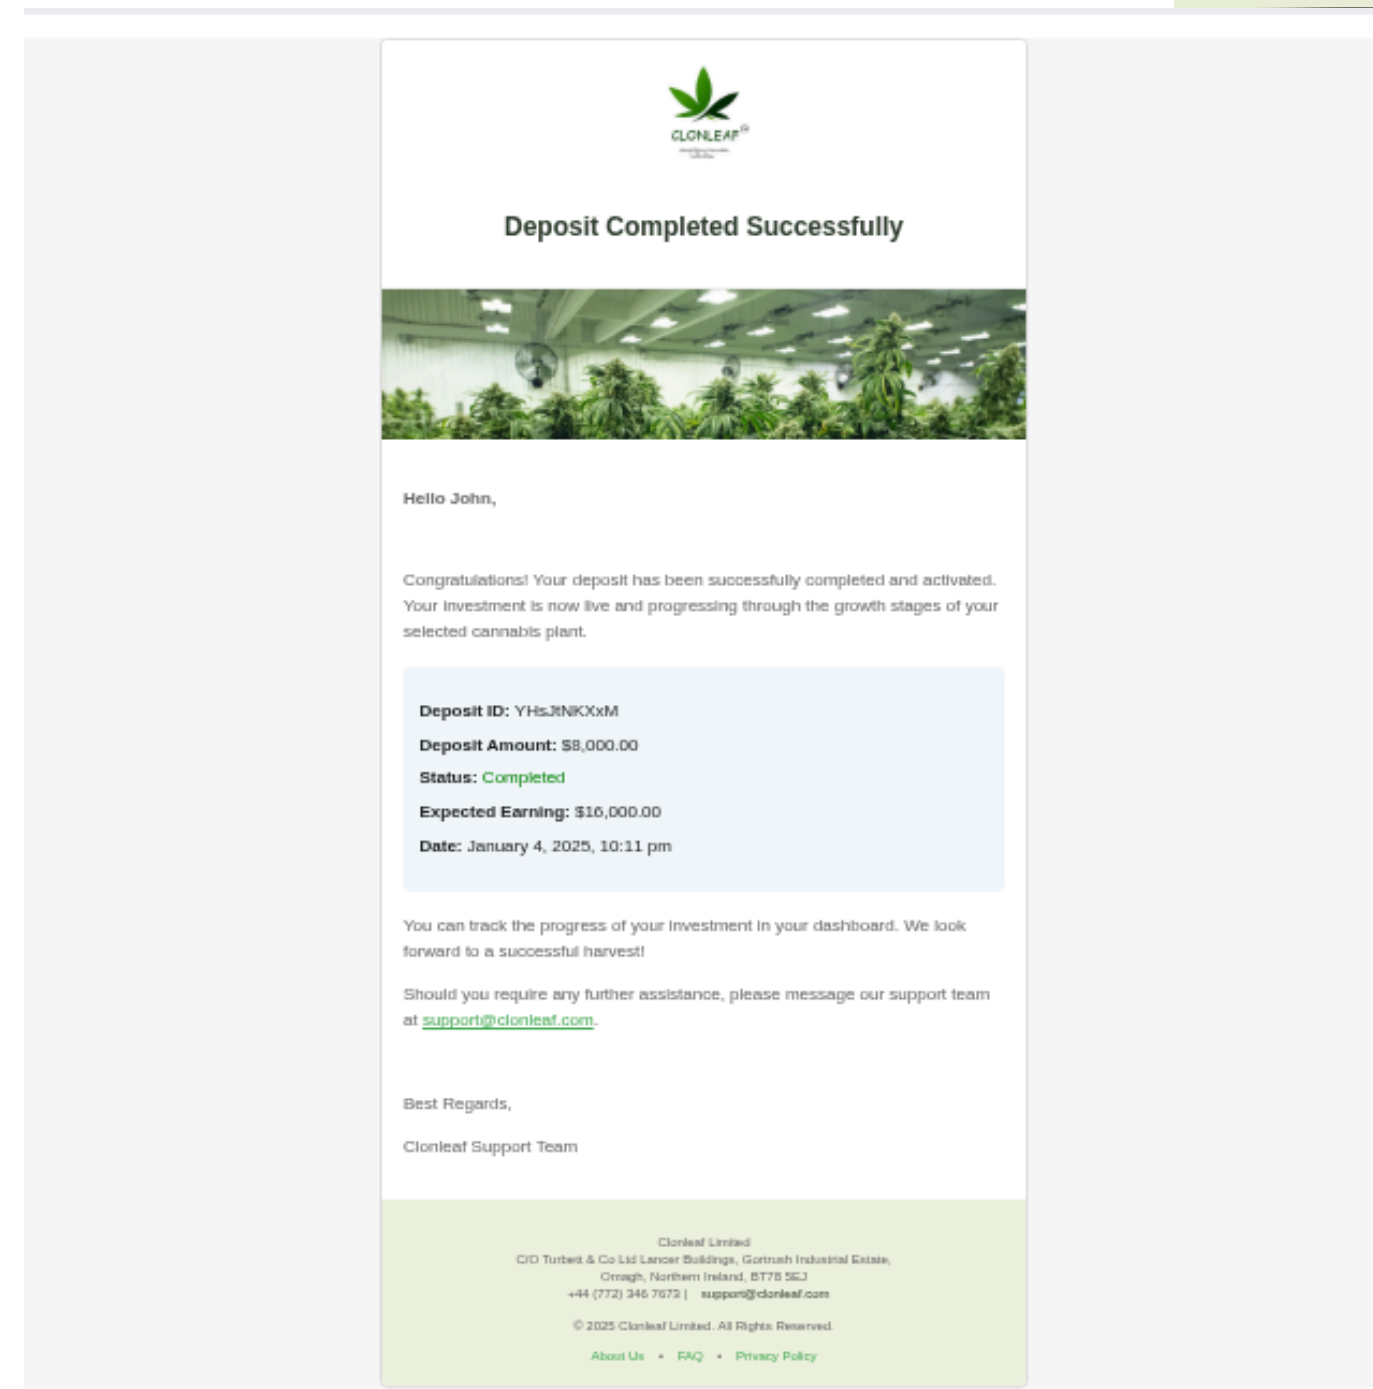 CLONLEAF
Deposit Completed Successfully
Hello John,
Congratulations! Your deposit has been successfully completed and activated.
Your investment is now live and progressing through the growth stages of your
selected cannabis plant.
Deposit ID: YHsJtNKXxM
Deposit Amount: $8,000.00
Status: Completed
Expected Earning: $16,000.00
Date: January 4, 2025, 10:11 pm
You can track the progress of your investment in your dashboard. We look
forward to a successful harvest!
Should you require any further assistance, please message our support team
at support@clonleaf.com.
Best Regards,
Clonleaf Support Team
Clonleaf Limited
C/O Turbett & Co Ltd Lancer Buildings, Gortrush Industrial Estate,
Omagh, Northern Ireland, BT78 5EJ
+44 (772) 346 7673 | support@clonleaf.com
© 2025 Clonleaf Limited. All Rights Reserved.
About Us • FAQ • Privacy Policy